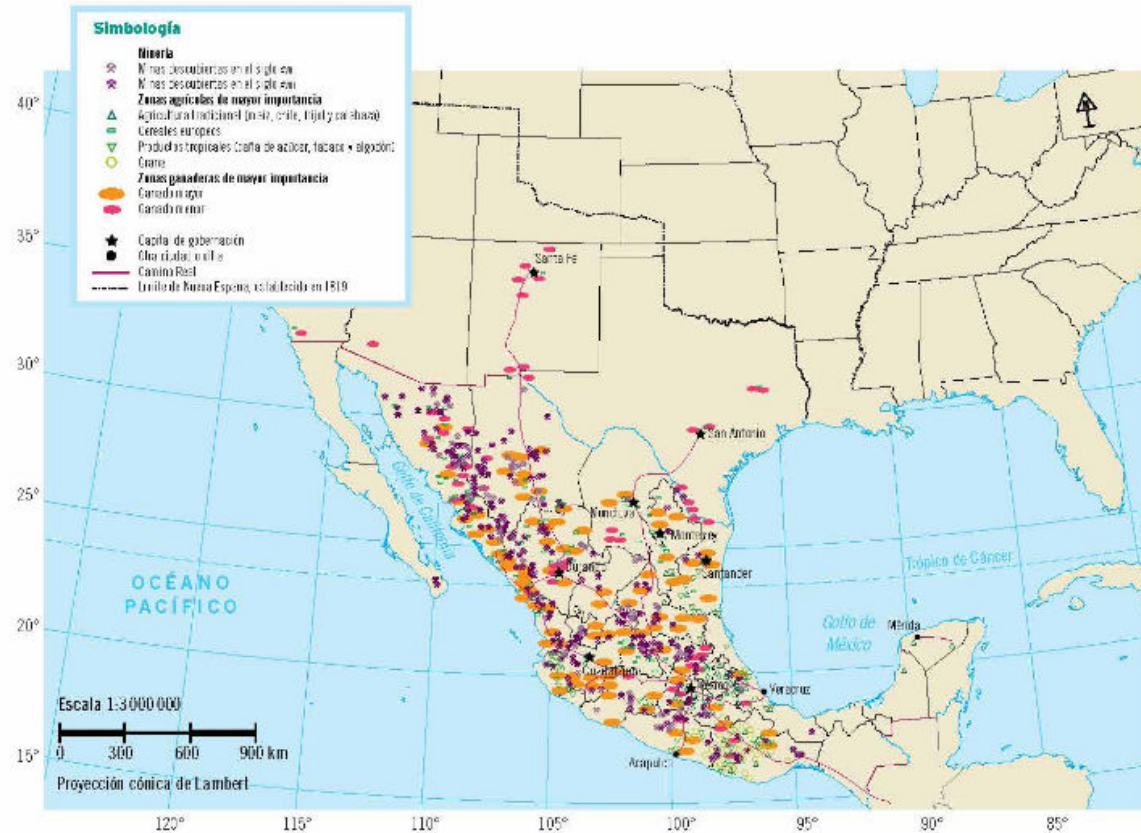 Simbología
Minería
Minas descubiertas en el siglo
Minas descubiertas en el siglo
Zonas agrícolas de mayor importancia
Agricultura tradicional (maíz, chile, frijol y calabaza)
Cereales europeos
Productos tropicales (caña de azúcar, tabaco y algodón)
Grana
Zonas ganaderas de mayor importancia
Ganado mayor
Ganado menor
Capital de gobernación
Otra ciudad o villa
Camino Real
Límite de Nueva España, establecido en 1819
40°
35°
30°
25°
20°
15°
Santa Fe
San Antonio
Monclova
Monterrey
Santander
Durango
Guadalajara
Veracruz
Acapulco
Mérida
Golfo de California
Golfo de
México
Trópico de Cáncer
OCÉANO
PACÍFICO
Escala 1:3 000 000
0 300 600 900 km
Proyección cónica de Lambert
120° 115° 110° 105° 100° 95° 90° 85°